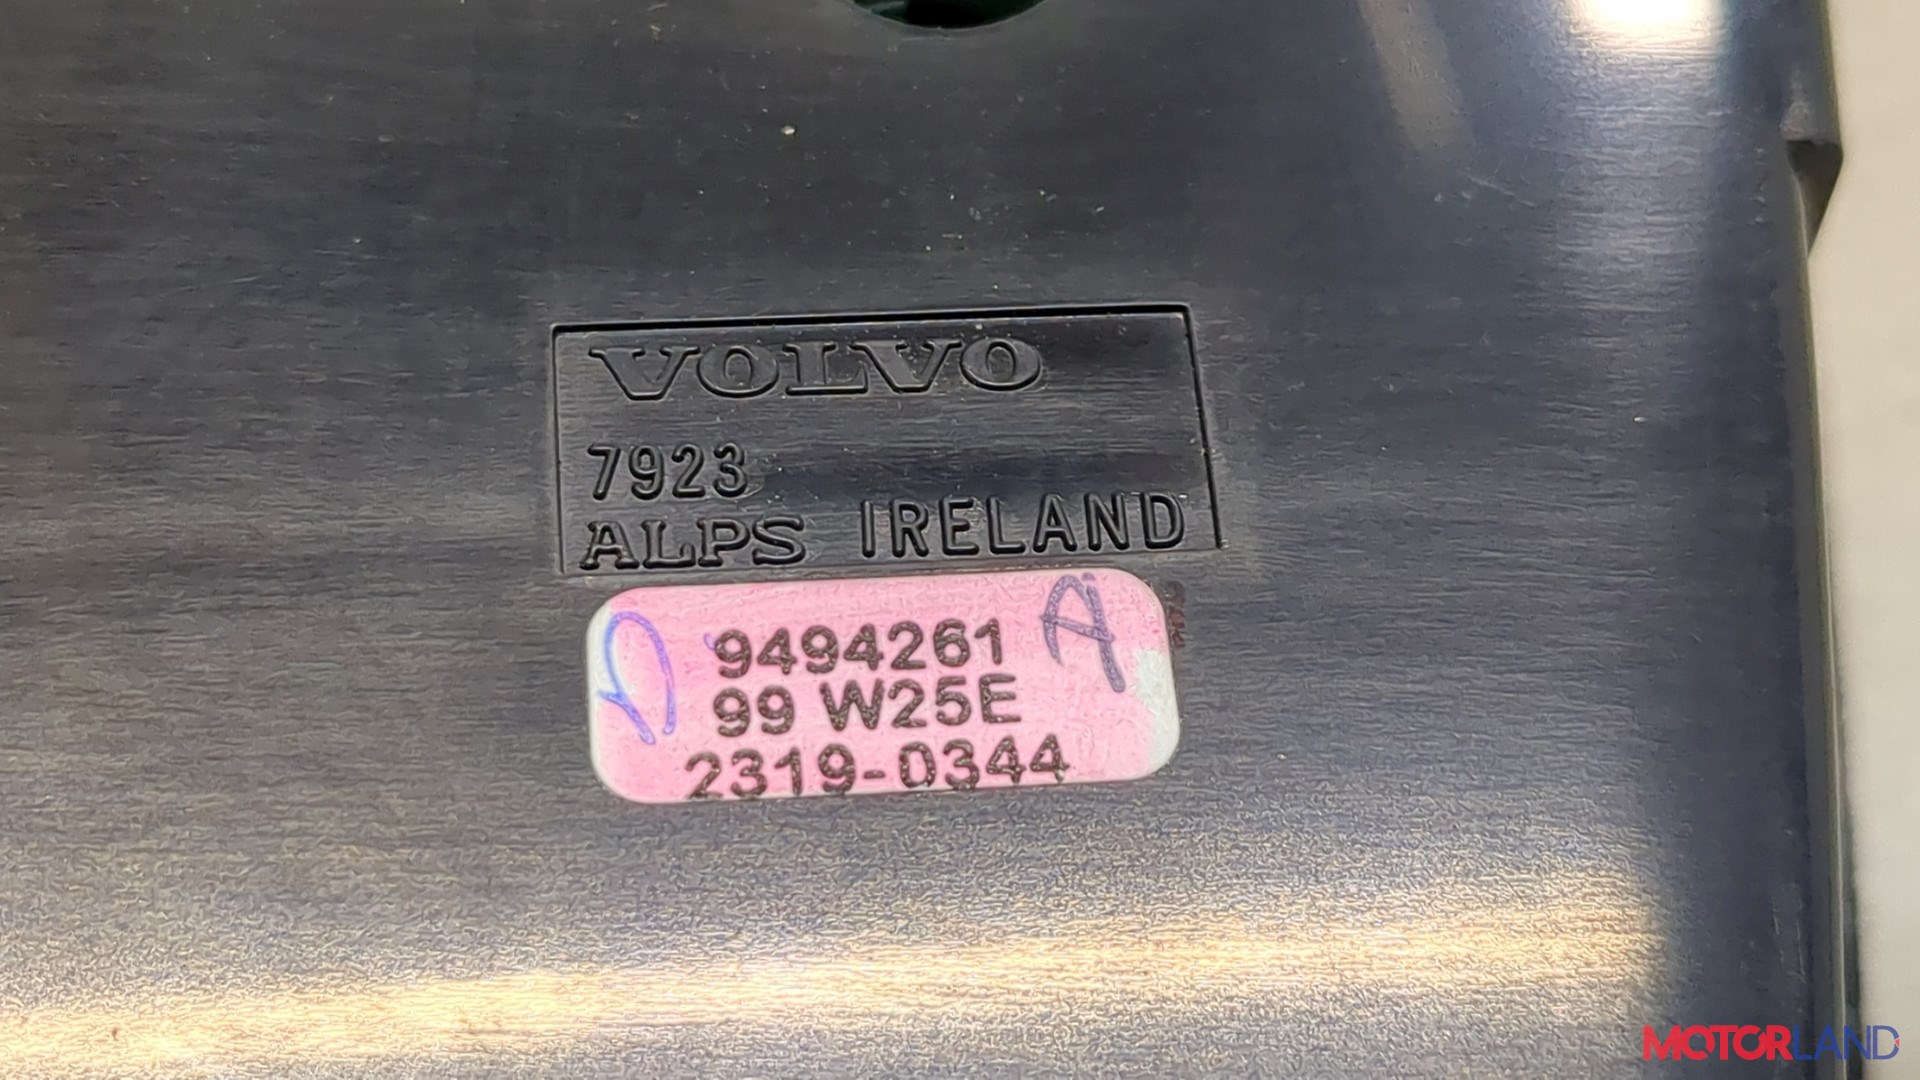 VOLVO
7923
ALPS IRELAND
A
9494261
99 W25E
2319-0344
MOTORLAND